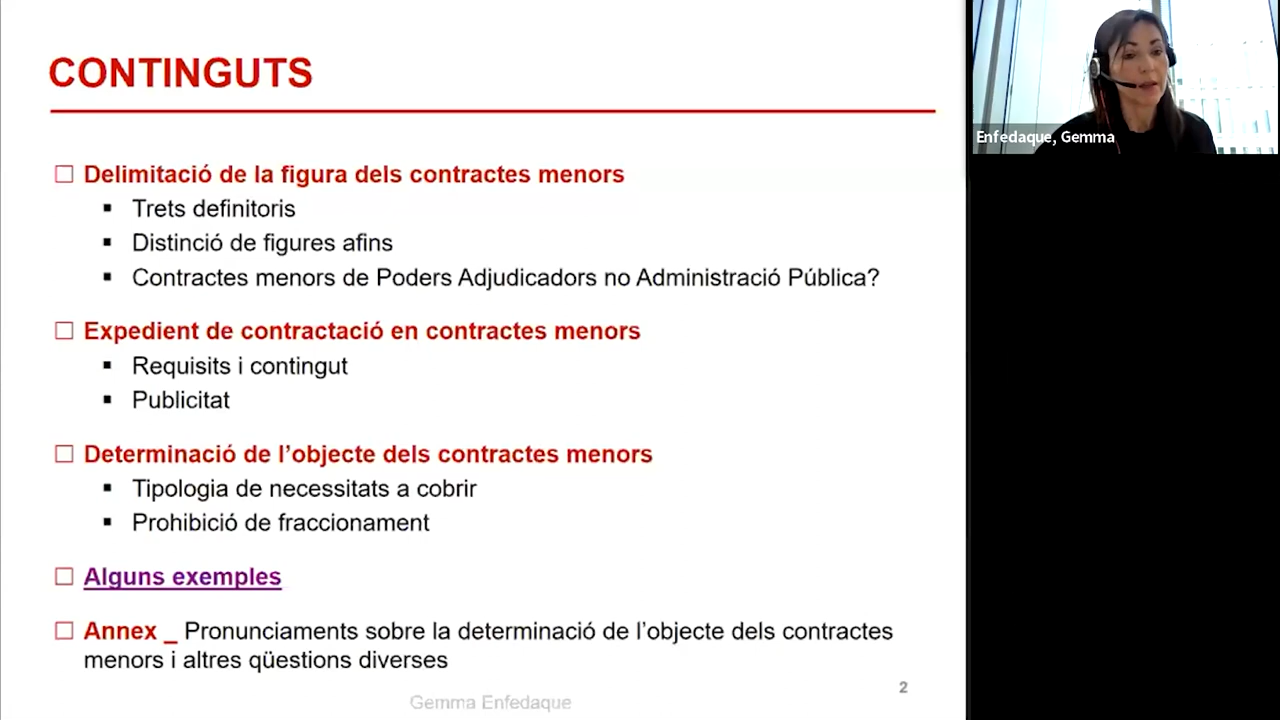 CONTINGUTS
Delimitació de la figura dels contractes menors
Trets definitoris
Distinció de figures afins
Contractes menors de Poders Adjudicadors no Administració Pública?
Expedient de contractació en contractes menors
Requisits i contingut
Publicitat
Determinació de l’objecte dels contractes menors
Tipologia de necessitats a cobrir
Prohibició de fraccionament
Alguns exemples
Annex _ Pronunciaments sobre la determinació de l’objecte dels contractes
menors i altres qüestions diverses
2
Gemma Enfedaque
Enfedaque, Gemma